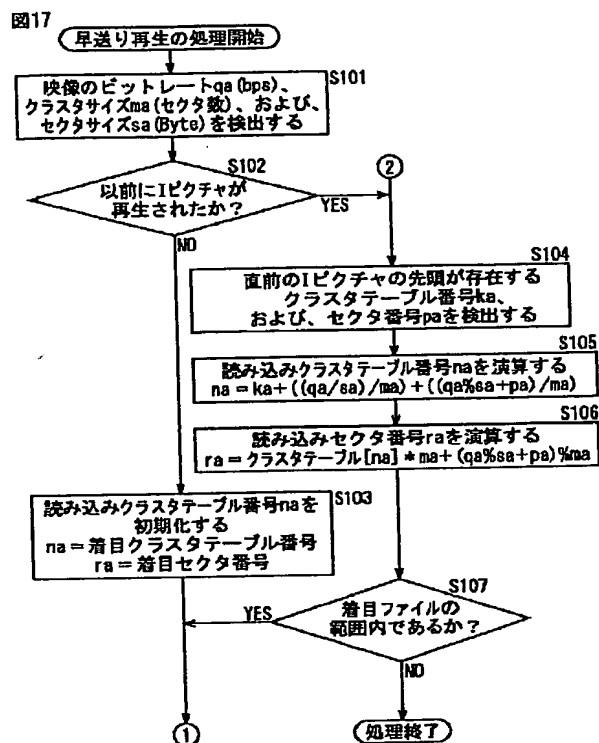 図17
早送り再生の処理開始
S101
映像のビットレートqa(bps)、
クラスタサイズma(セクタ数)、および、
セクタサイズsa(Byte)を検出する
S102
以前にIピクチャが
再生されたか？
YES
NO
②
S104
直前のIピクチャの先頭が存在する
クラスタテーブル番号ka、
および、セクタ番号paを検出する
S105
読み込みクラスタテーブル番号naを演算する
na＝ka+((qa/sa)/ma)+((qa%sa+pa)/ma)
S106
読み込みセクタ番号raを演算する
ra＝クラスタテーブル[na]*ma+(qa%sa+pa)%ma
S103
読み込みクラスタテーブル番号naを
初期化する
na＝着目クラスタテーブル番号
ra＝着目セクタ番号
S107
着目ファイルの
範囲内であるか？
YES
NO
①
処理終了